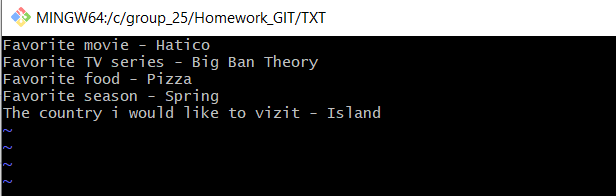 MINGW64:/c/group_25/Homework_GIT/TXT
Favorite movie - Hatico
Favorite TV series - Big Ban Theory
Favorite food - Pizza
Favorite season - Spring
The country i would like to vizit - Island
~
~
~
~